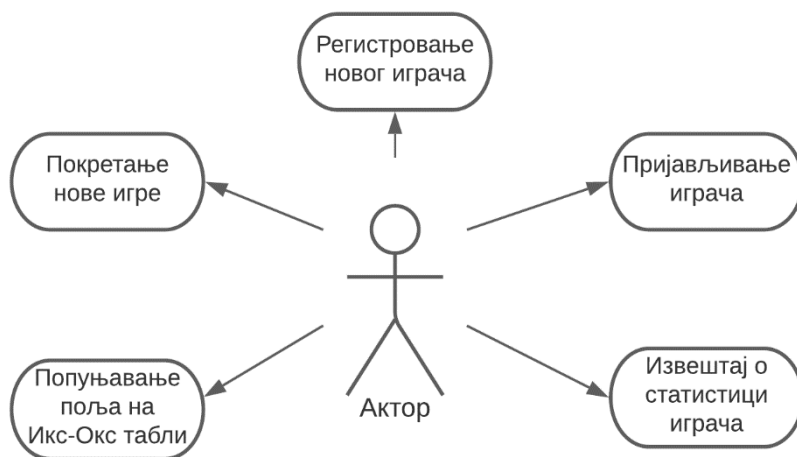 Регистровање
новог играча
Покретање
нове игре
Пријављивање
играча
Попуњавање
поља на
Икс-Окс табли
Актор
Извештај о
статистици
играча